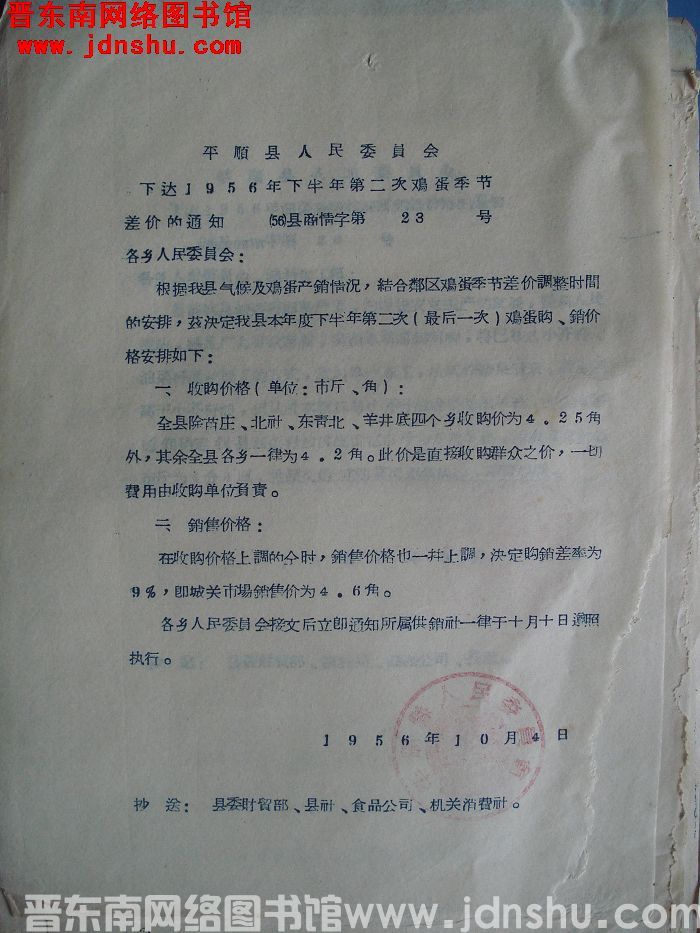 晋东南网络图书馆
www.jdnshu.com
平順县人民委員会
下达1956年下半年第二次鳮蛋季节
差价的通知 (56)县商情字第 23 号
各乡人民委員会：
根据我县气候及鳮蛋产銷情况，結合鄰区鳮蛋季节差价調整时間
的安排，茲決定我县本年度下半年第二次（最后一次）鳮蛋购、銷价
格安排如下：
一、收购价格（单位：市斤、角）：
全县除苗庄、北社、东青北、羊井底四个乡收购价为4.25角
外，其余全县各乡一律为4.2角。此价是直接收购群众之价，一切
費用由收购单位負責。
二、銷售价格：
在收购价格上調的同时，銷售价格也一并上調，决定购銷差率为
9%，即城关市場銷售价为4.6角。
各乡人民委員会接文后立即通知所属供銷社一律于十月十日遵照
执行。
1956年10月4日
抄送：县委財貿部、县社、食品公司、机关消費社。
晋东南网络图书馆 www.jdnshu.com